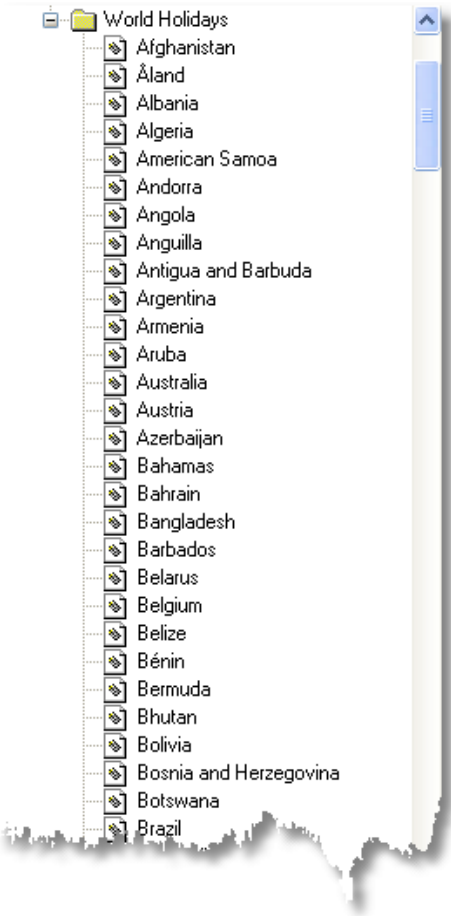 World Holidays
Afghanistan
Åland
Albania
Algeria
American Samoa
Andorra
Angola
Anguilla
Antigua and Barbuda
Argentina
Armenia
Aruba
Australia
Austria
Azerbaijan
Bahamas
Bahrain
Bangladesh
Barbados
Belarus
Belgium
Belize
Bénin
Bermuda
Bhutan
Bolivia
Bosnia and Herzegovina
Botswana
Brazil